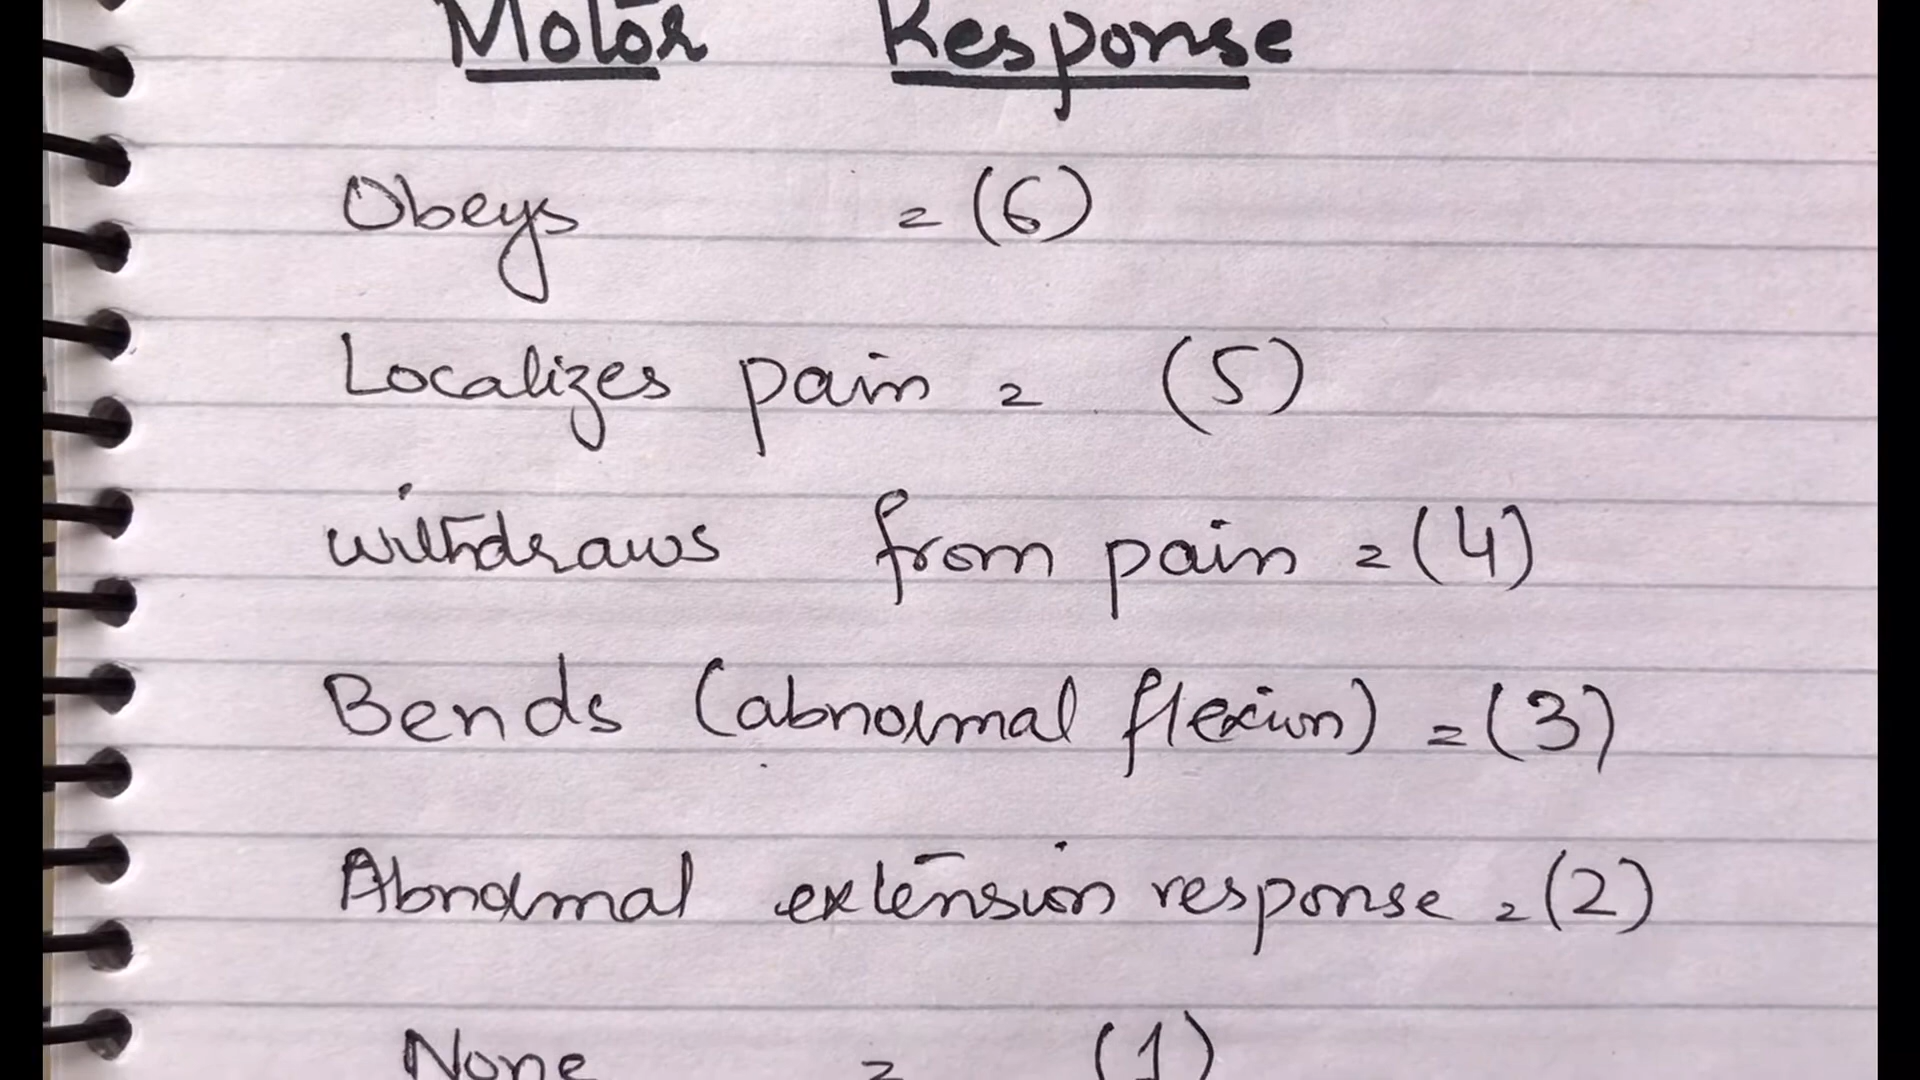 Motor Response
Obeys = (6)
Localizes pain = (5)
withdraws from pain = (4)
Bends (abnormal flexion) = (3)
Abnormal extension response = (2)
None = (1)